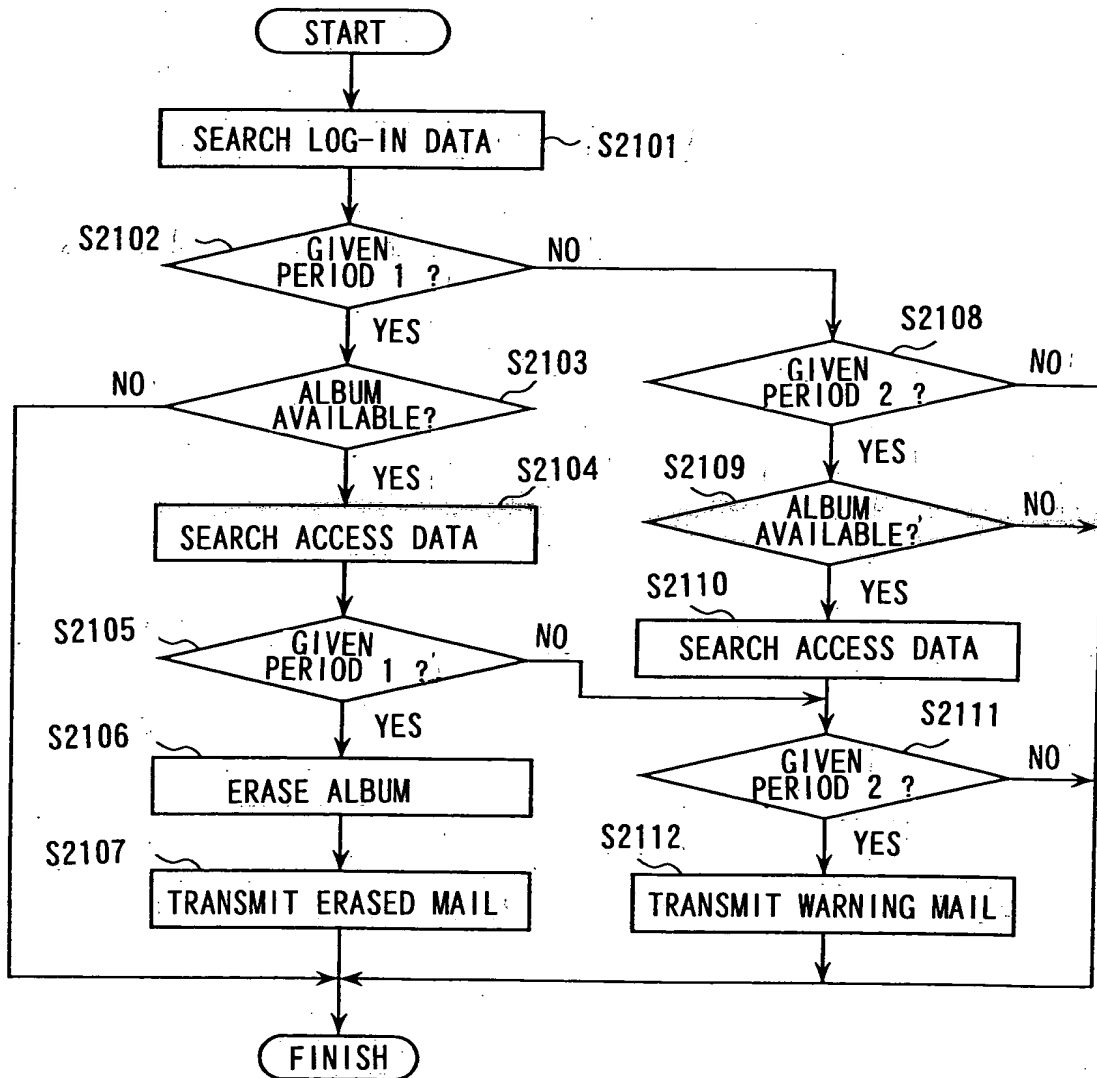 START
SEARCH LOG-IN DATA
S2101
S2102
GIVEN
PERIOD 1 ?
NO
YES
S2108
GIVEN
PERIOD 2 ?
NO
YES
S2103
NO
ALBUM
AVAILABLE?
YES
S2104
SEARCH ACCESS DATA
S2109
ALBUM
AVAILABLE?
NO
YES
S2110
SEARCH ACCESS DATA
S2105
GIVEN
PERIOD 1 ?
NO
YES
S2111
GIVEN
PERIOD 2 ?
NO
YES
S2106
ERASE ALBUM
S2107
TRANSMIT ERASED MAIL
S2112
TRANSMIT WARNING MAIL
FINISH